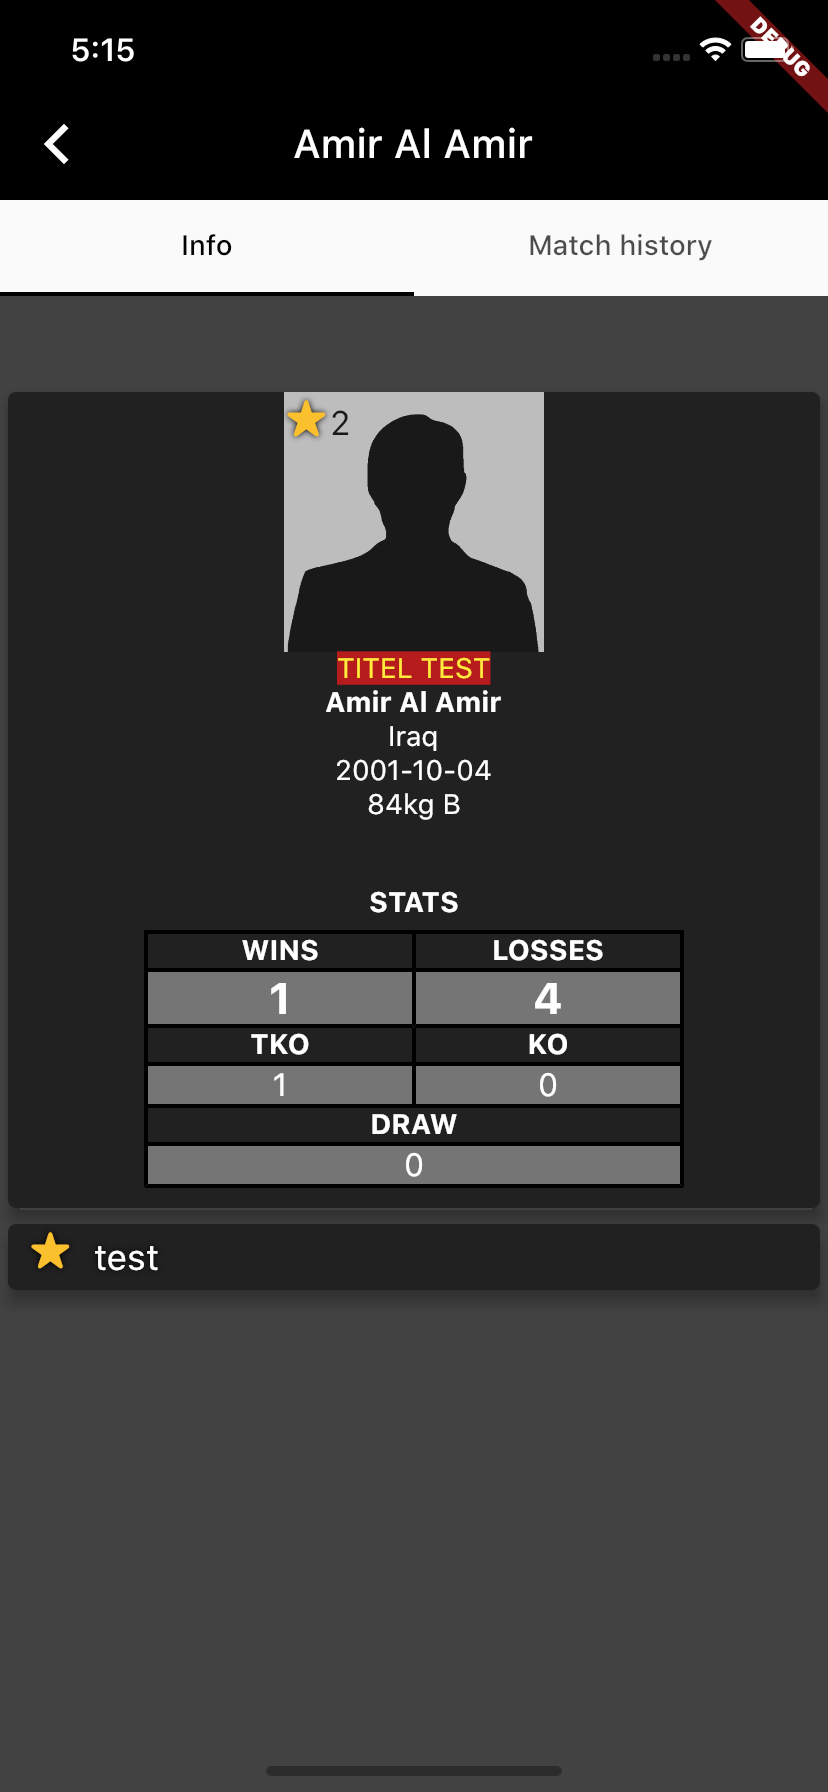 5:15
DEBUG
Amir Al Amir
Info
Match history
2
TITEL TEST
Amir Al Amir
Iraq
2001-10-04
84kg B
STATS
WINS LOSSES
1 4
TKO KO
1 0
DRAW
0
test